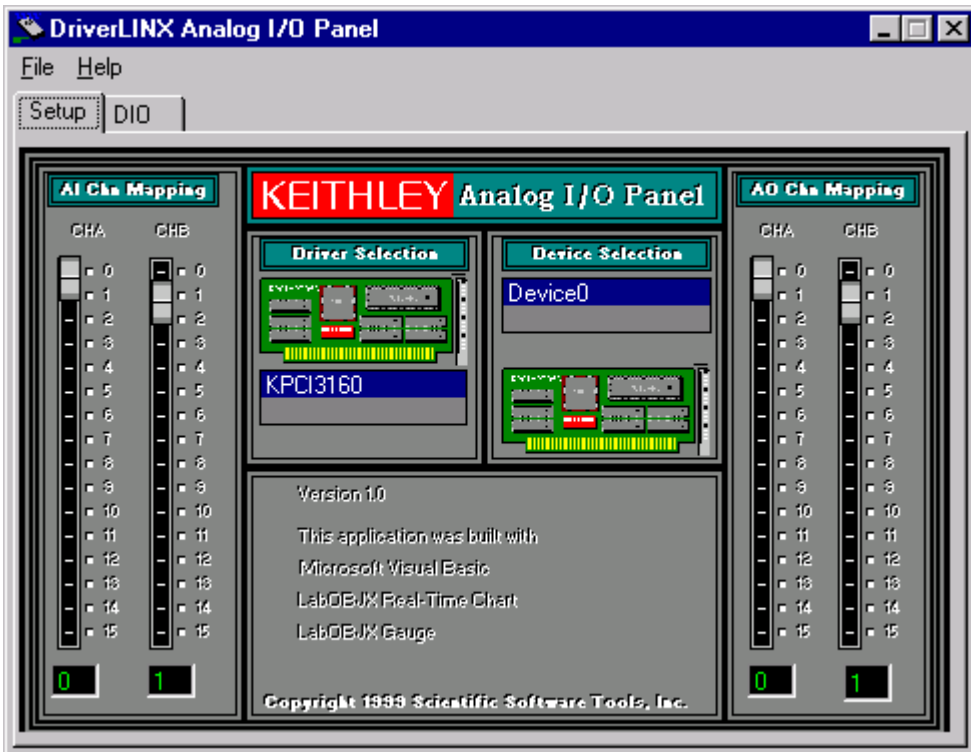 DriverLINX Analog I/O Panel
File Help
Setup DIO
AI Chn Mapping
CHA CHB
0 0
1 1
2 2
3 3
4 4
5 5
6 6
7 7
8 8
9 9
10 10
11 11
12 12
13 13
14 14
15 15
0 1
KEITHLEY Analog I/O Panel
Driver Selection
KPCI3160
Device Selection
Device0
Version 1.0
This application was built with
Microsoft Visual Basic
LabOBJX Real-Time Chart
LabOBJX Gauge
Copyright 1999 Scientific Software Tools, Inc.
AO Chn Mapping
CHA CHB
0 0
1 1
2 2
3 3
4 4
5 5
6 6
7 7
8 8
9 9
10 10
11 11
12 12
13 13
14 14
15 15
0 1